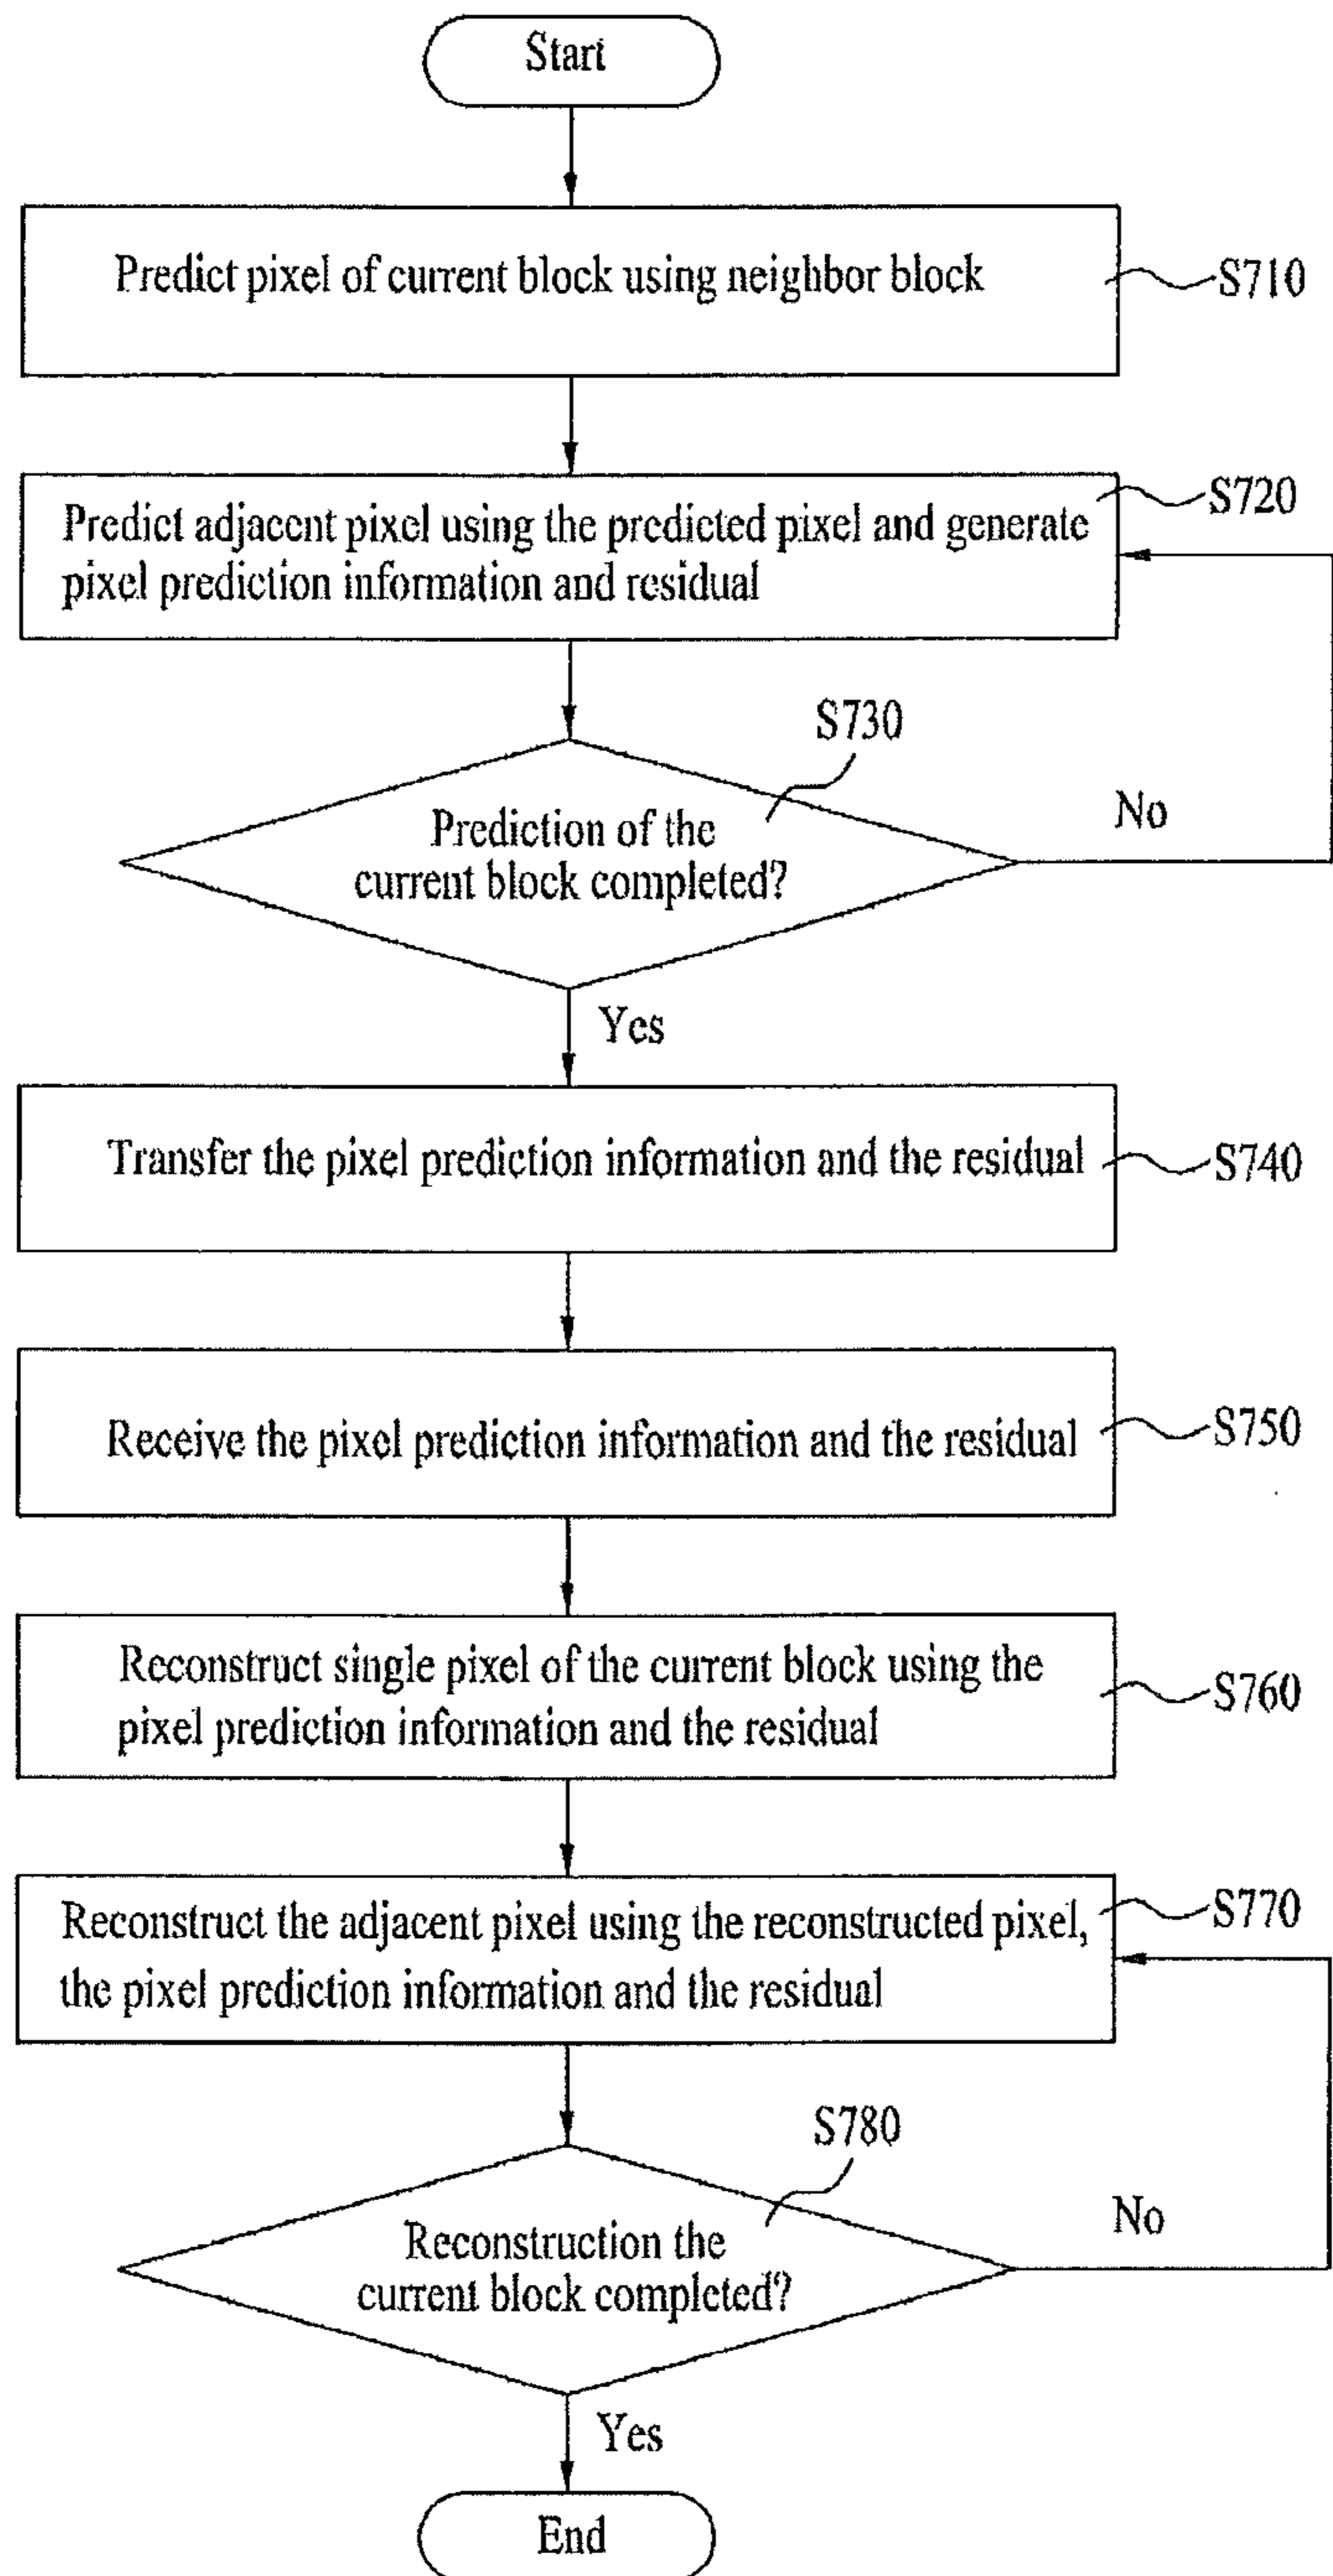 Start
Predict pixel of current block using neighbor block
S710
Predict adjacent pixel using the predicted pixel and generate
pixel prediction information and residual
S720
S730
Prediction of the
current block completed?
No
Yes
Transfer the pixel prediction information and the residual
S740
Receive the pixel prediction information and the residual
S750
Reconstruct single pixel of the current block using the
pixel prediction information and the residual
S760
Reconstruct the adjacent pixel using the reconstructed pixel,
the pixel prediction information and the residual
S770
S780
Reconstruction the
current block completed?
No
Yes
End